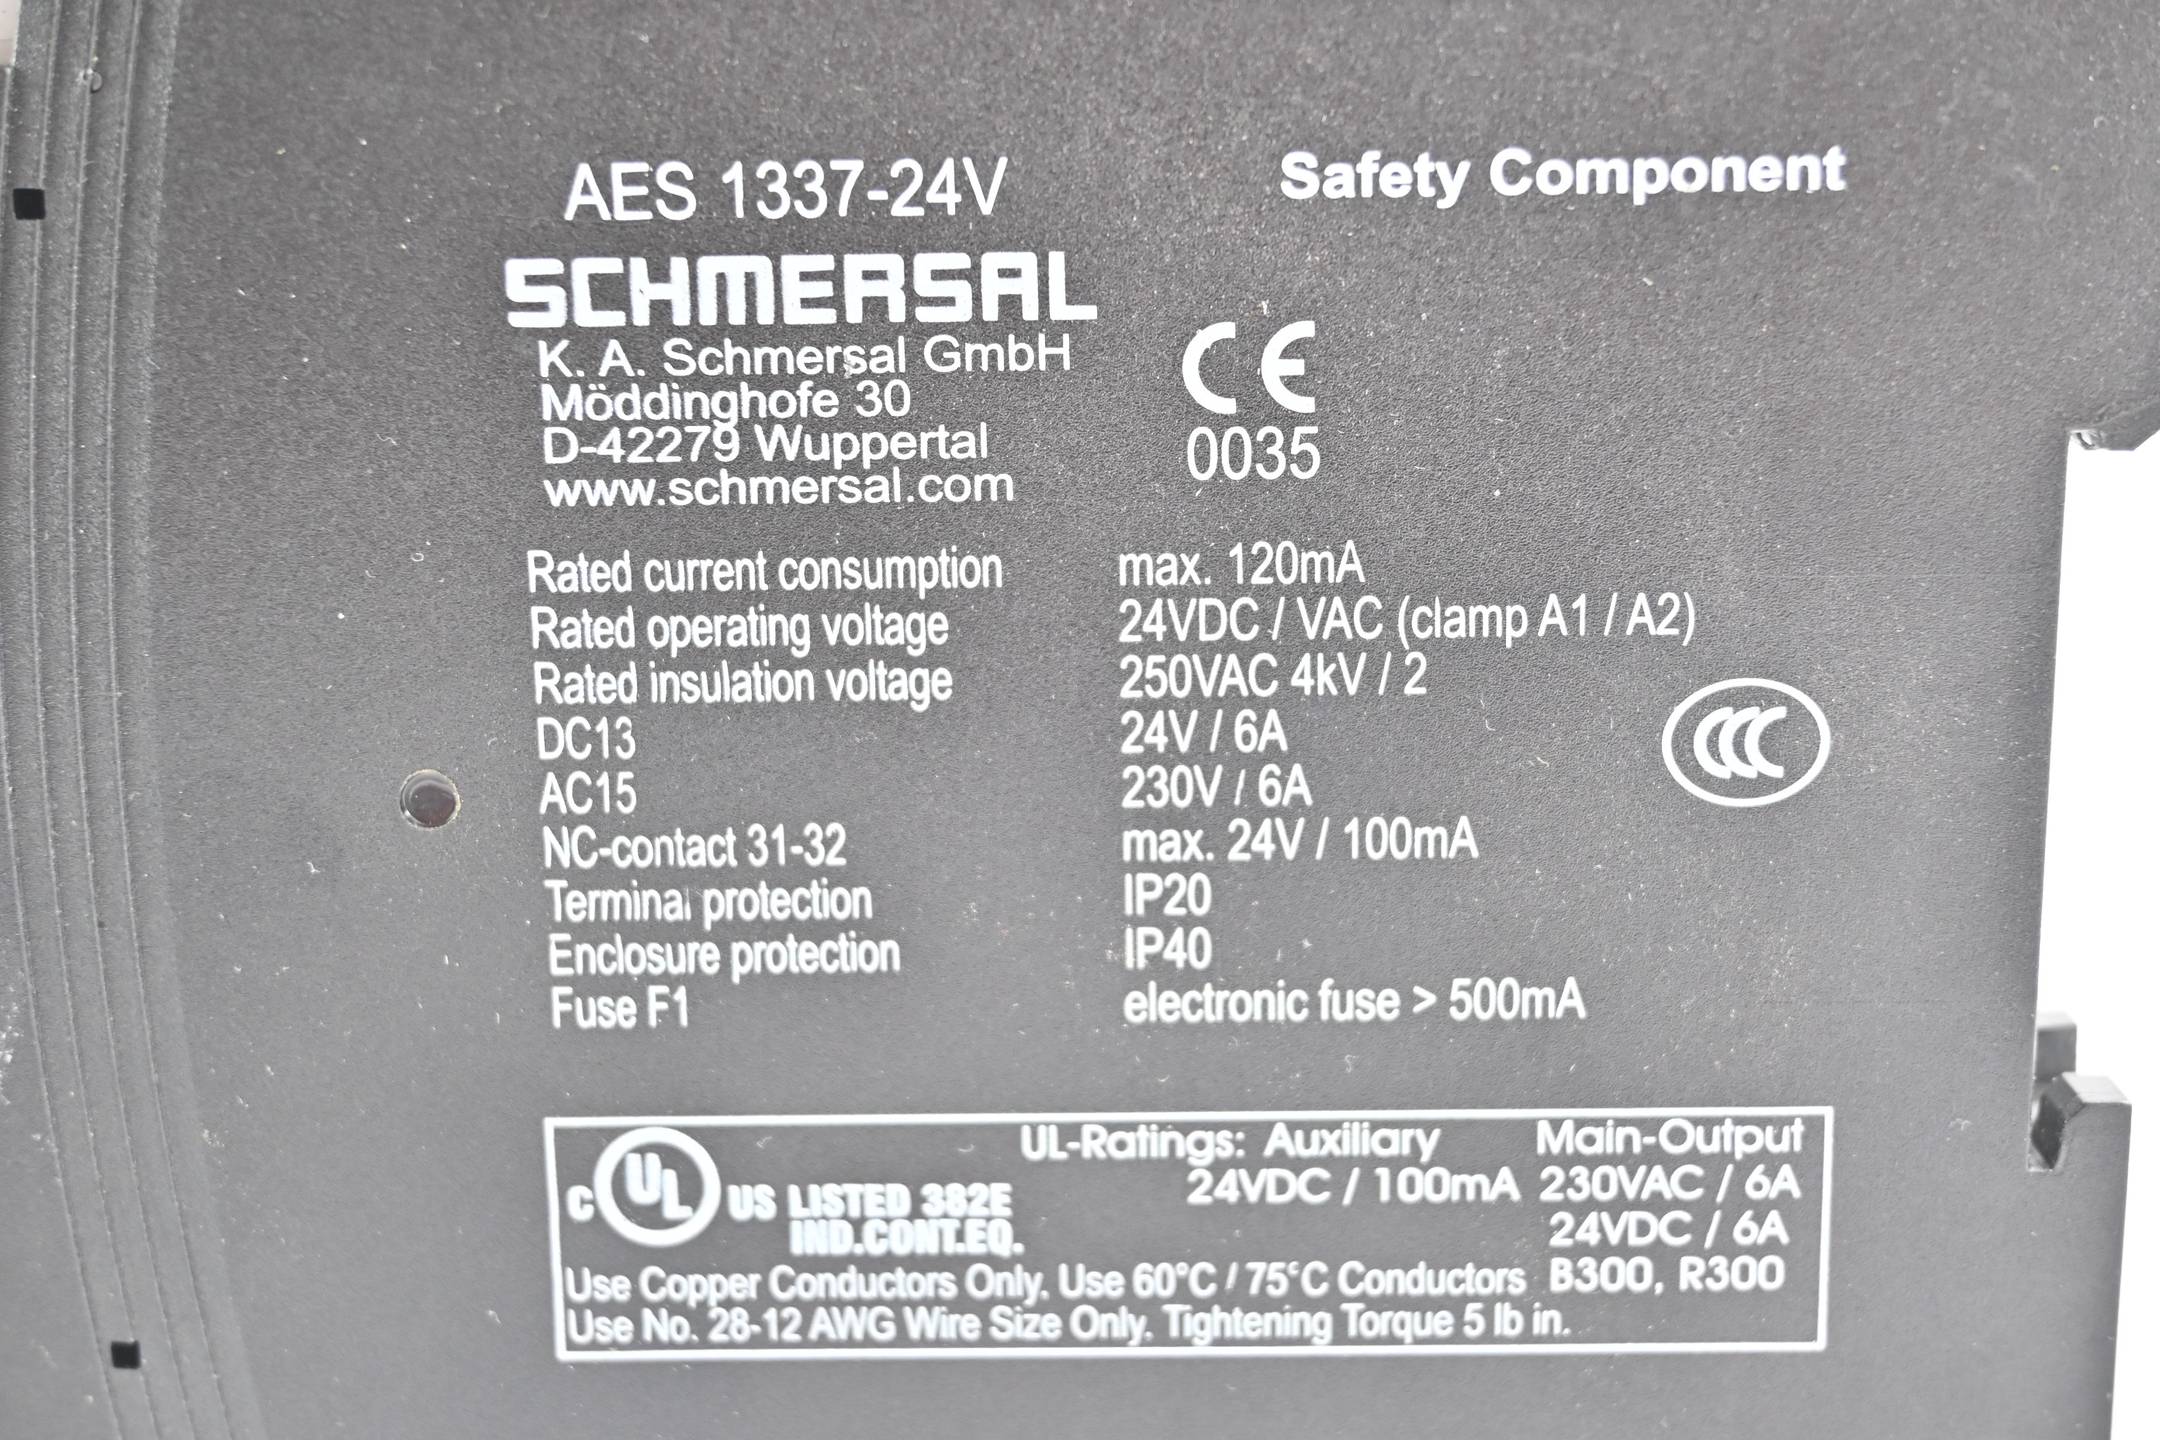 AES 1337-24V Safety Component
SCHMERSAL
K. A. Schmersal GmbH
Möddinghofe 30
D-42279 Wuppertal
www.schmersal.com
CE
0035
Rated current consumption max. 120mA
Rated operating voltage 24VDC / VAC (clamp A1 / A2)
Rated insulation voltage 250VAC 4kV / 2
DC13 24V / 6A
AC15 230V / 6A
NC-contact 31-32 max. 24V / 100mA
Terminal protection IP20
Enclosure protection IP40
Fuse F1 electronic fuse > 500mA
CCC
UL-Ratings: Auxiliary Main-Output
24VDC / 100mA 230VAC / 6A
C UL US LISTED 382E
24VDC / 6A
IND.CONT.EQ.
Use Copper Conductors Only. Use 60°C / 75°C Conductors B300, R300
Use No. 28-12 AWG Wire Size Only. Tightening Torque 5 lb in.